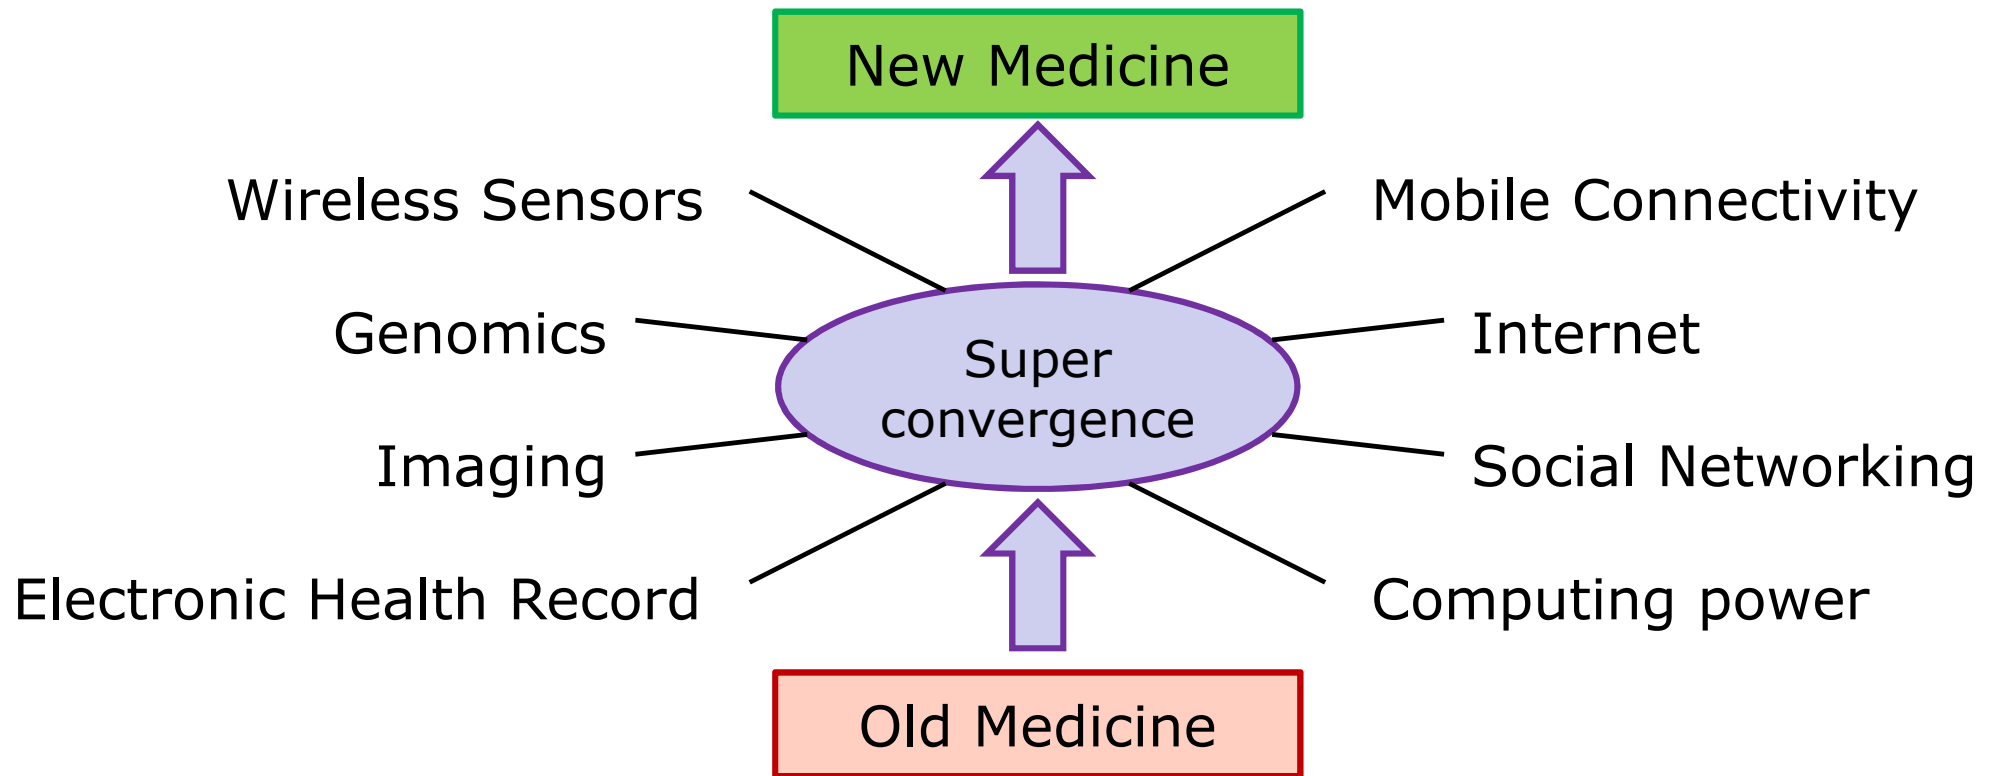 New Medicine
Wireless Sensors
Mobile Connectivity
Genomics
Internet
Super
convergence
Imaging
Social Networking
Electronic Health Record
Computing power
Old Medicine